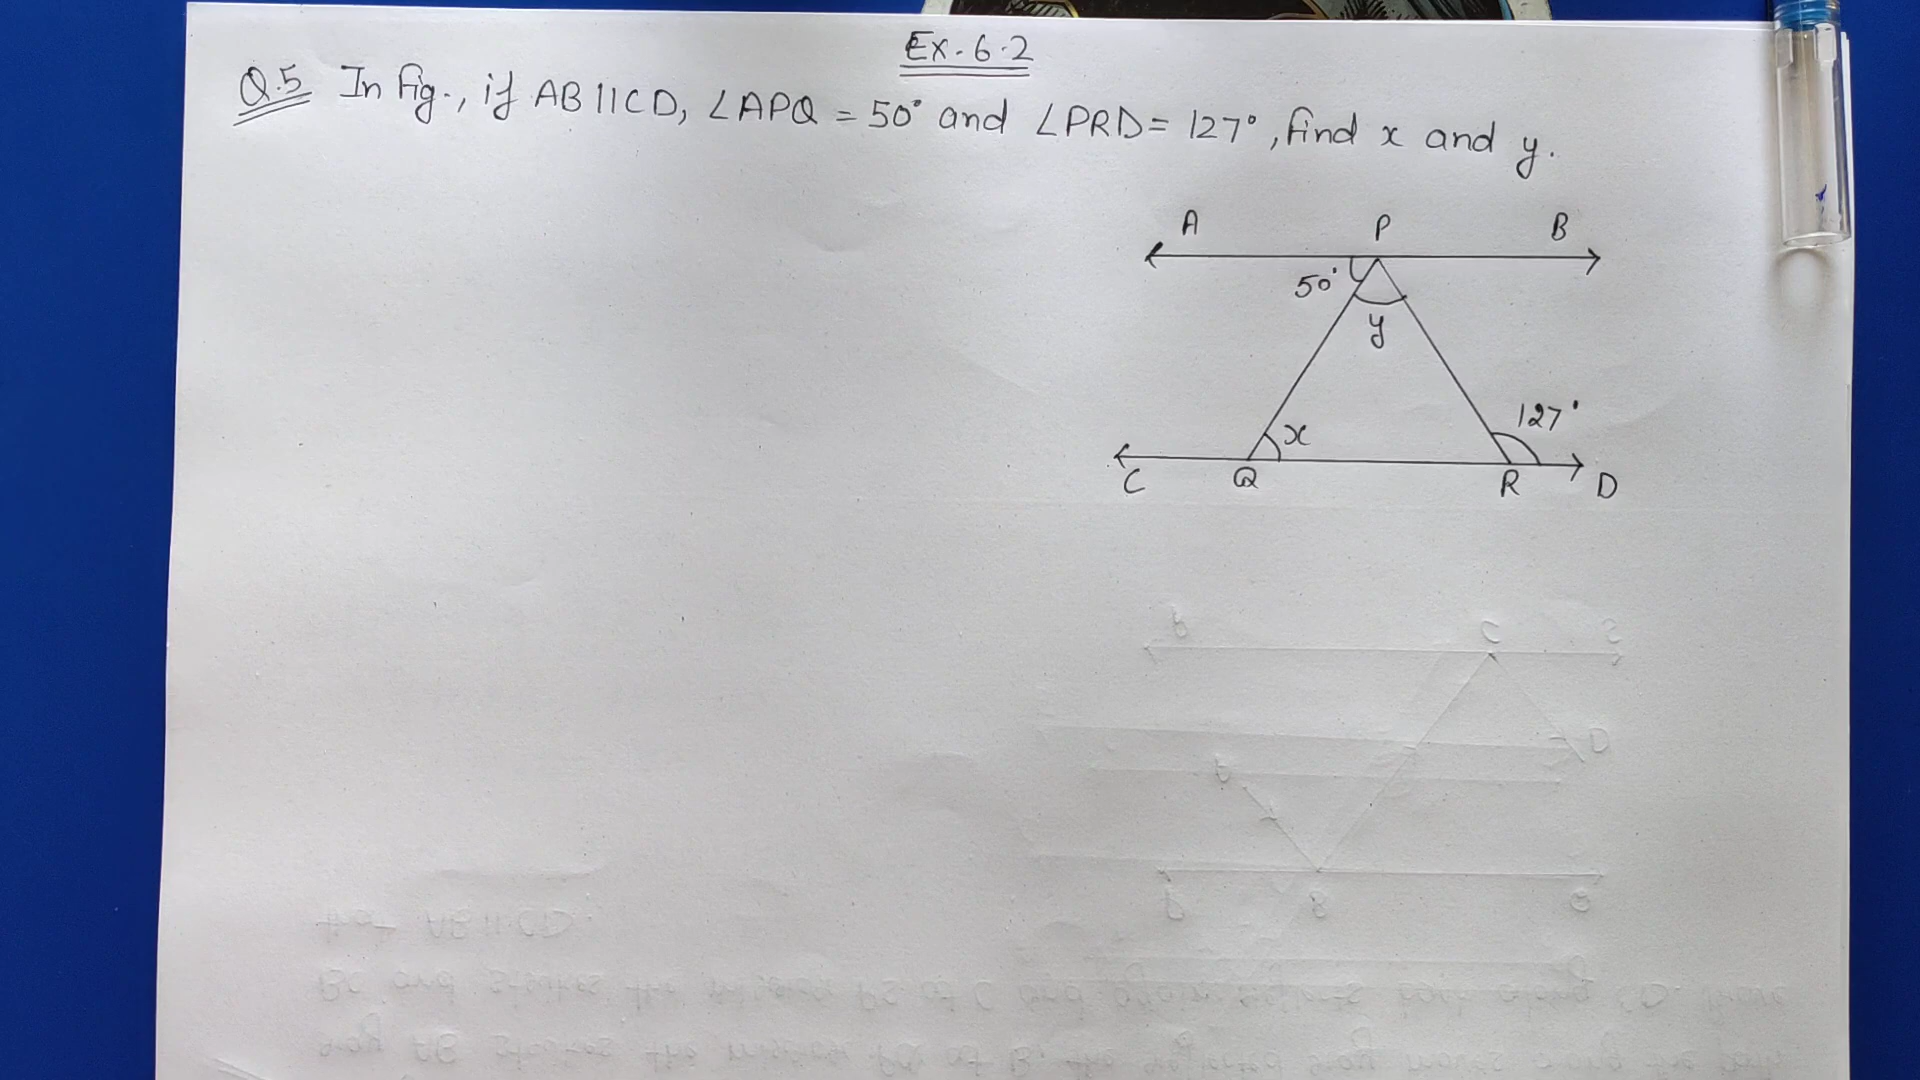 Ex. 6.2
Q.5 In fig., if AB || CD, ∠APQ = 50° and ∠PRD = 127°, find x and y.
A P B
50°
y
127°
x
C Q R D